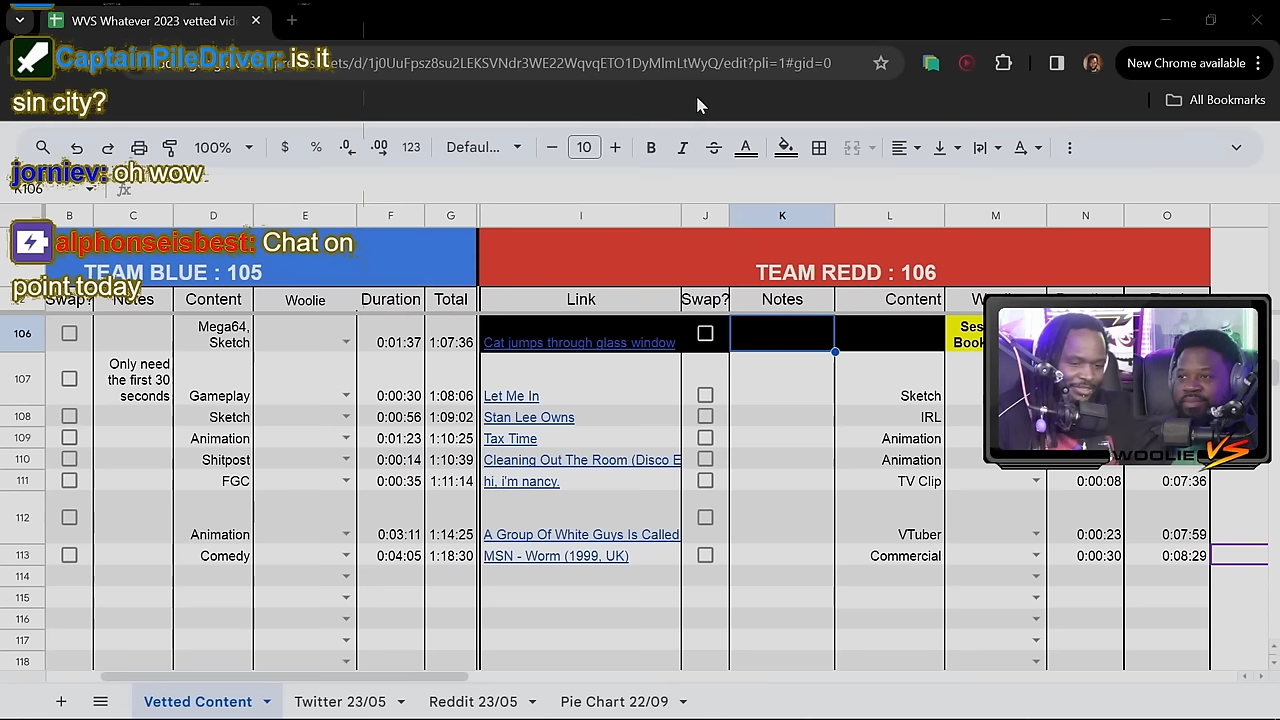 WVS Whatever 2023 vetted vid
CaptainPileDriver: is it
sin city?
ets/d/1j0UuFpsz8su2LEKSVNdr3WE22WqvqETO1DyMlmLtWyQ/edit?pli=1#gid=0
New Chrome available
All Bookmarks
100% $ % .0 .00 123 Defaul... 10 B I
jorniev: oh wow
K106 fx
B C D E F G I J K L M N O
alphonseisbest: Chat on
point today
TEAM BLUE : 105 TEAM REDD : 106
Swap? Notes Content Woolie Duration Total Link Swap? Notes Content
106 Mega64, Sketch 0:01:37 1:07:36 Cat jumps through glass window
107 Only need the first 30 seconds Gameplay 0:00:30 1:08:06 Let Me In Sketch
108 Sketch 0:00:56 1:09:02 Stan Lee Owns IRL
109 Animation 0:01:23 1:10:25 Tax Time Animation
110 Shitpost 0:00:14 1:10:39 Cleaning Out The Room (Disco E Animation
111 FGC 0:00:35 1:11:14 hi, i'm nancy. TV Clip 0:00:08 0:07:36
112 Animation 0:03:11 1:14:25 A Group Of White Guys Is Called VTuber 0:00:23 0:07:59
113 Comedy 0:04:05 1:18:30 MSN - Worm (1999, UK) Commercial 0:00:30 0:08:29
114
115
116
117
118
WOOLIE VS
Vetted Content Twitter 23/05 Reddit 23/05 Pie Chart 22/09